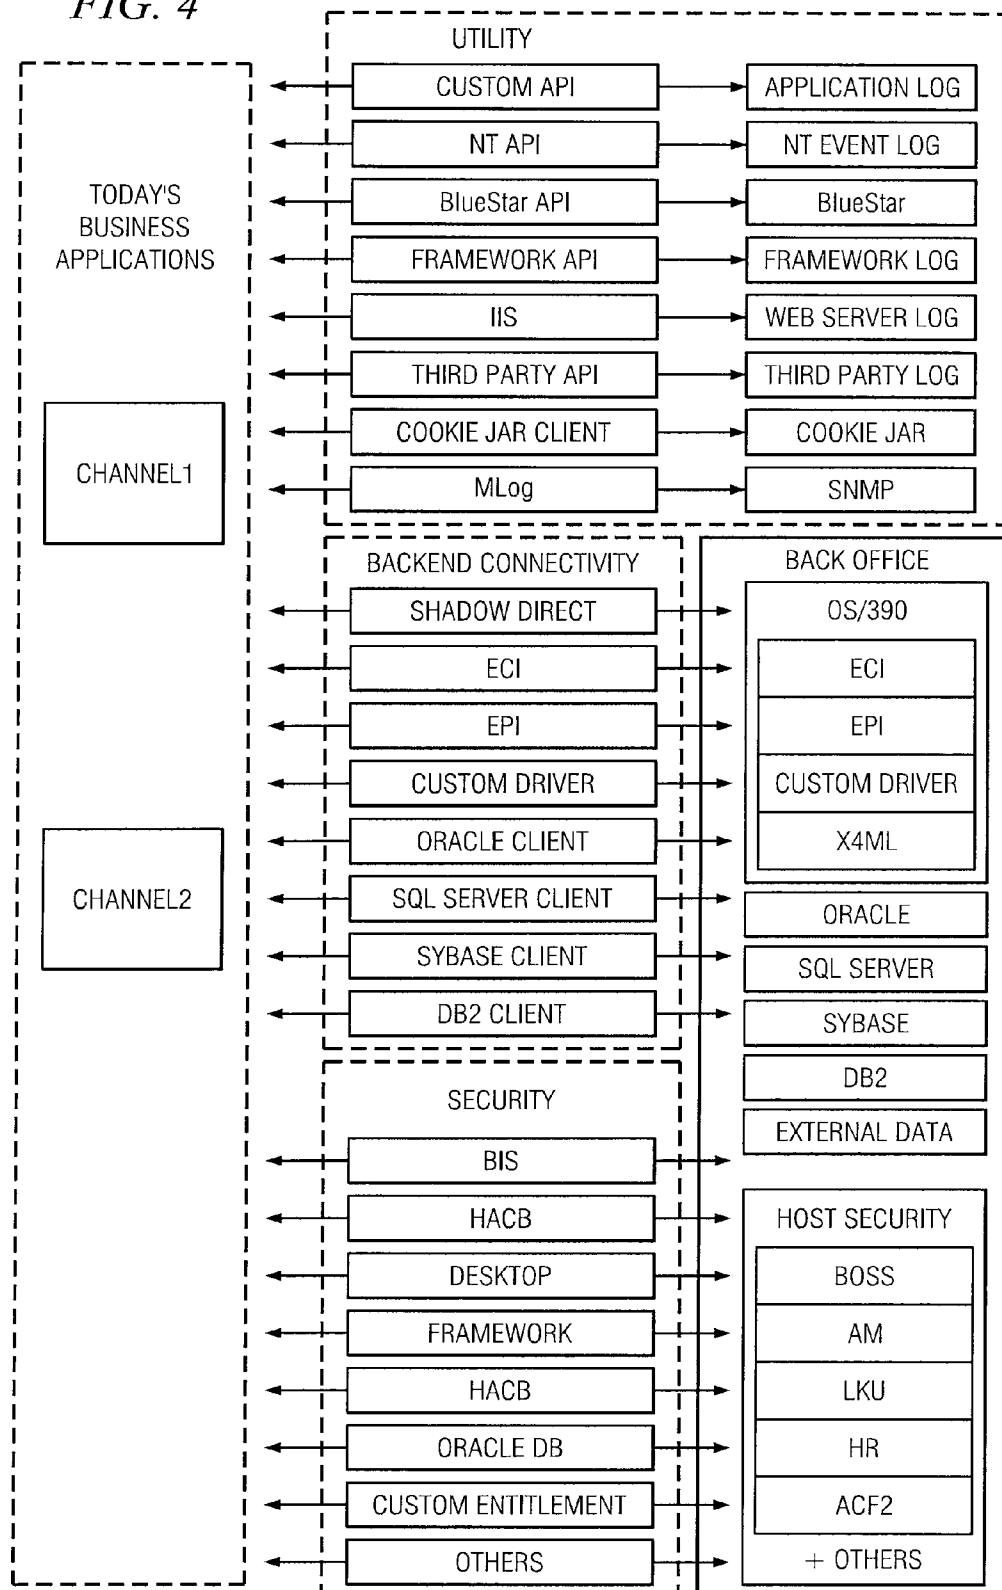 FIG. 4
TODAY'S
BUSINESS
APPLICATIONS
CHANNEL1
CHANNEL2
UTILITY
CUSTOM API
APPLICATION LOG
NT API
NT EVENT LOG
BlueStar API
BlueStar
FRAMEWORK API
FRAMEWORK LOG
IIS
WEB SERVER LOG
THIRD PARTY API
THIRD PARTY LOG
COOKIE JAR CLIENT
COOKIE JAR
MLog
SNMP
BACKEND CONNECTIVITY
SHADOW DIRECT
ECI
EPI
CUSTOM DRIVER
ORACLE CLIENT
SQL SERVER CLIENT
SYBASE CLIENT
DB2 CLIENT
BACK OFFICE
OS/390
ECI
EPI
CUSTOM DRIVER
X4ML
ORACLE
SQL SERVER
SYBASE
DB2
EXTERNAL DATA
SECURITY
BIS
HACB
DESKTOP
FRAMEWORK
HACB
ORACLE DB
CUSTOM ENTITLEMENT
OTHERS
HOST SECURITY
BOSS
AM
LKU
HR
ACF2
+ OTHERS